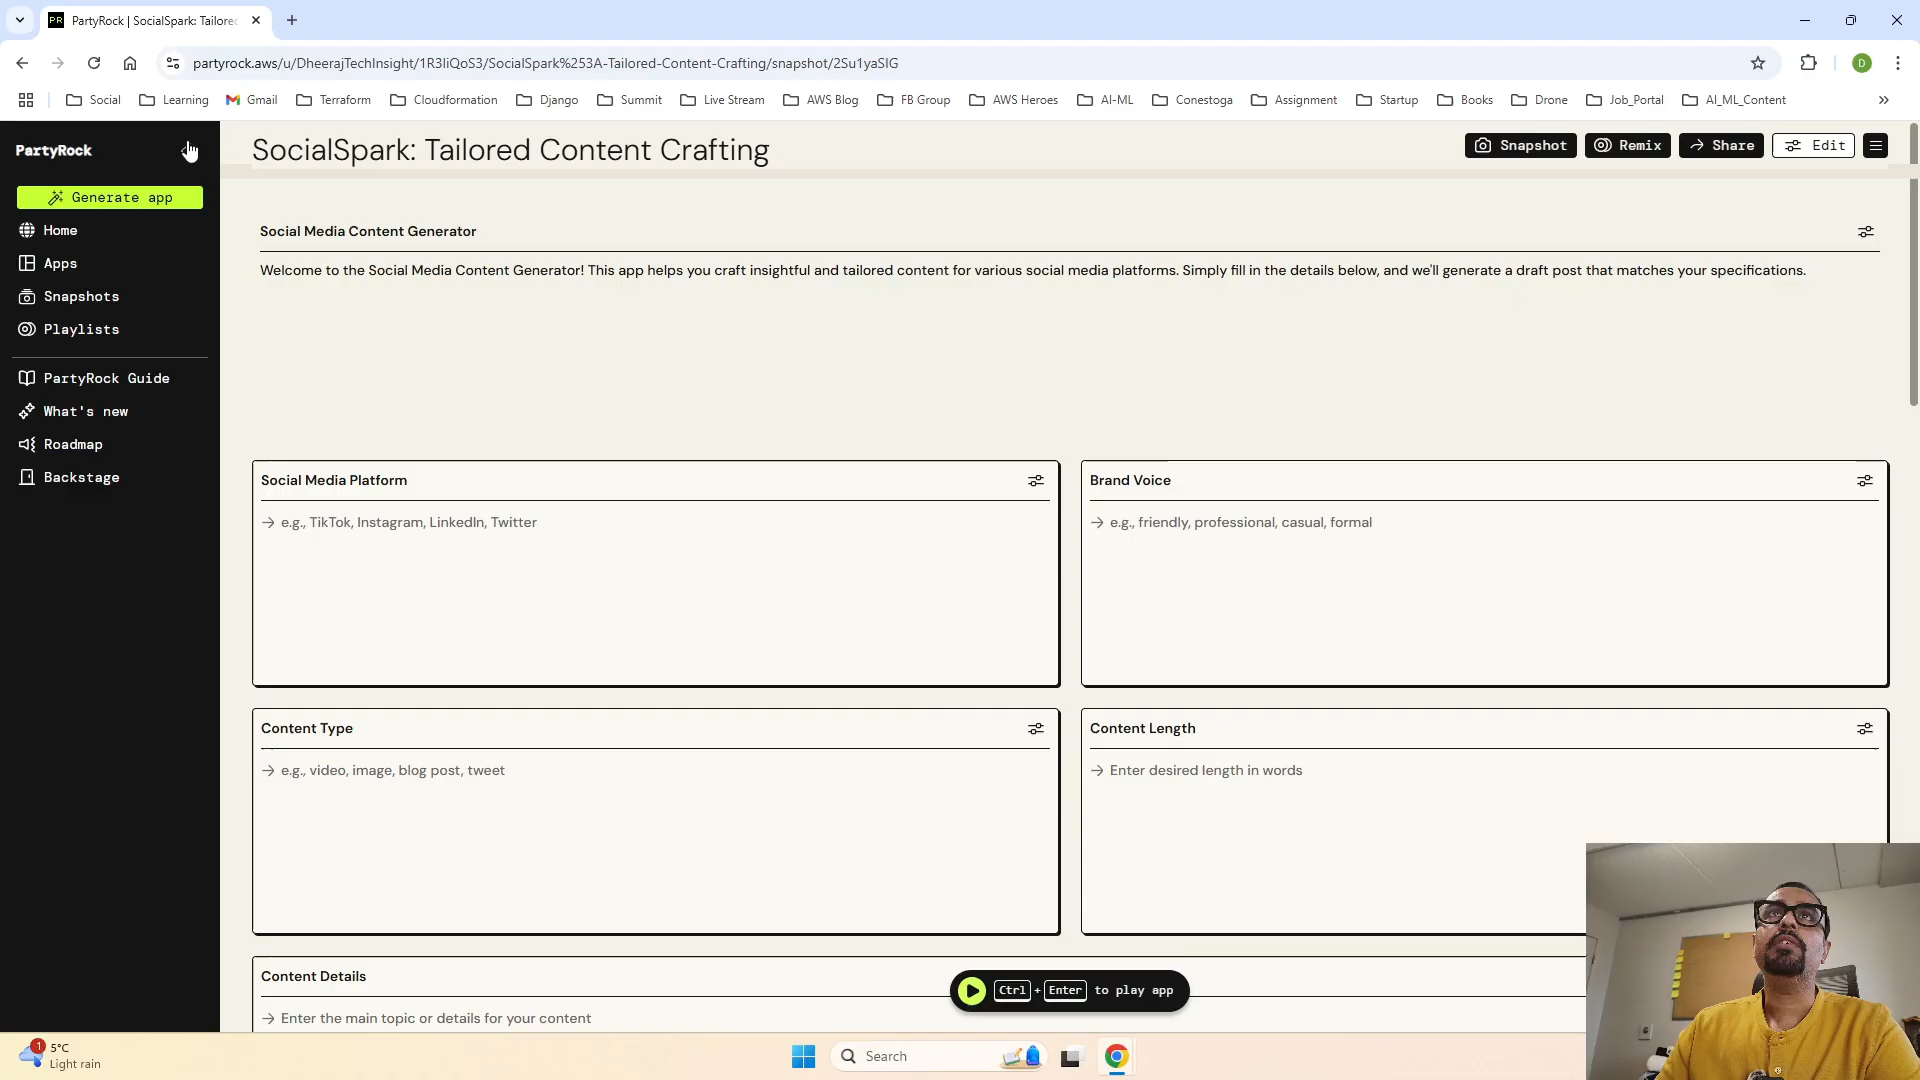 PR PartyRock | SocialSpark: Tailored
partyrock.aws/u/DheerajTechInsight/1R3IiQoS3/SocialSpark%253A-Tailored-Content-Crafting/snapshot/2Su1yaSIG
D
Social Learning Gmail Terraform Cloudformation Django Summit Live Stream AWS Blog FB Group AWS Heroes AI-ML Conestoga Assignment Startup Books Drone Job_Portal AI_ML_Content
PartyRock
Generate app
Home
Apps
Snapshots
Playlists
PartyRock Guide
What's new
Roadmap
Backstage
SocialSpark: Tailored Content Crafting
Snapshot Remix Share Edit
Social Media Content Generator
Welcome to the Social Media Content Generator! This app helps you craft insightful and tailored content for various social media platforms. Simply fill in the details below, and we'll generate a draft post that matches your specifications.
Social Media Platform
e.g., TikTok, Instagram, LinkedIn, Twitter
Brand Voice
e.g., friendly, professional, casual, formal
Content Type
e.g., video, image, blog post, tweet
Content Length
Enter desired length in words
Content Details
Enter the main topic or details for your content
Ctrl + Enter to play app
1
5°C
Light rain
Search